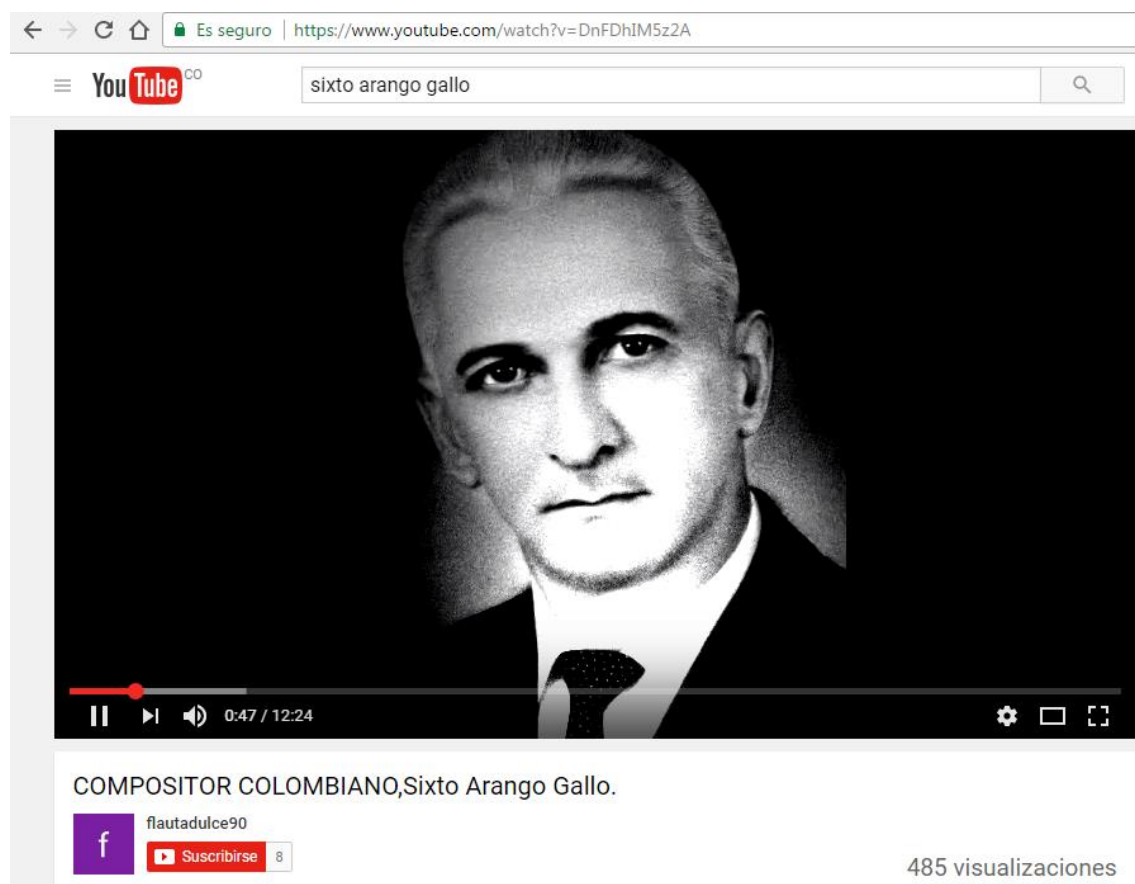 Es seguro | https://www.youtube.com/watch?v=DnFDhIM5z2A
YouTube CO
sixto arango gallo
0:47 / 12:24
COMPOSITOR COLOMBIANO,Sixto Arango Gallo.
f
flautadulce90
Suscribirse 8
485 visualizaciones